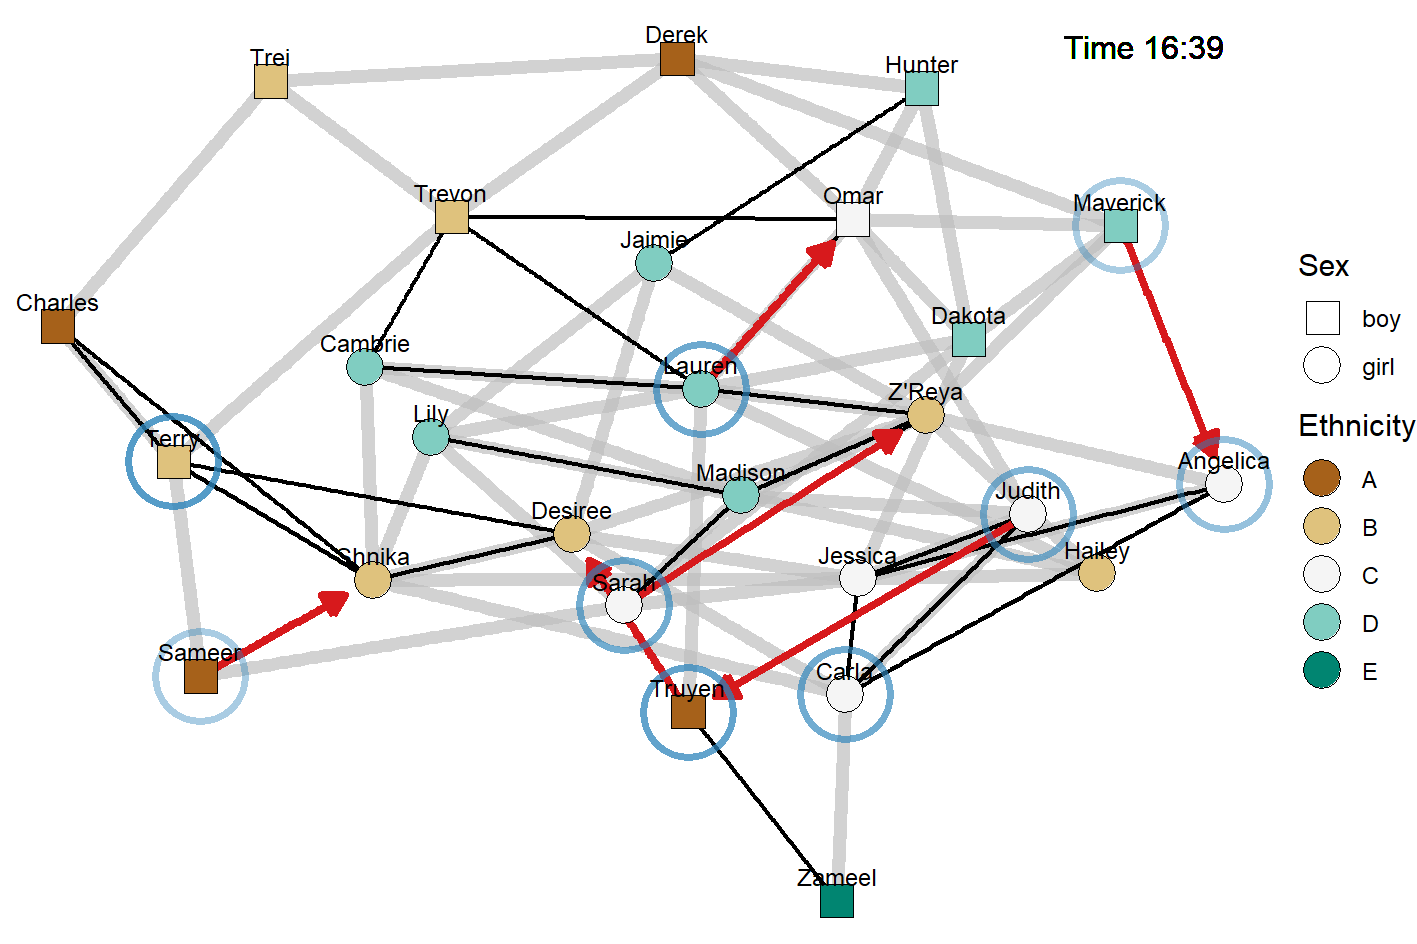 Derek
Time 16:39
Trei
Hunter
Trevon
Omar
Maverick
Jaimie
Sex
Charles
boy
Dakota
Cambrie
Lauren
girl
Z'Reya
Lily
Ethnicity
Terry
Madison
Angelica
A
Judith
Desiree
B
Shnika
Jessica
Hailey
Sarah
C
D
Sameer
Carla
E
Truyen
Zameel